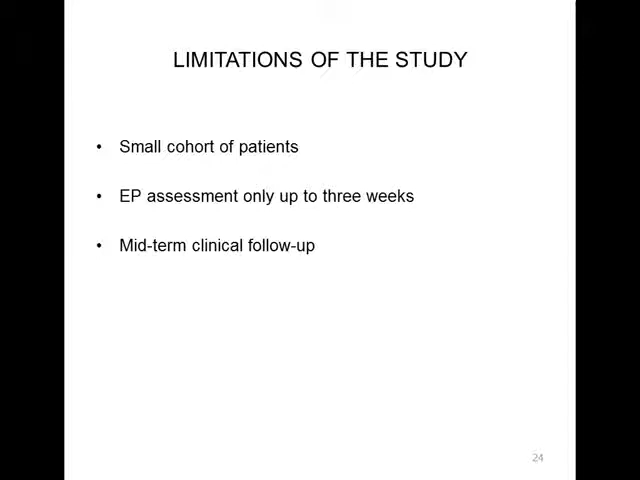 LIMITATIONS OF THE STUDY
• Small cohort of patients
• EP assessment only up to three weeks
• Mid-term clinical follow-up
24